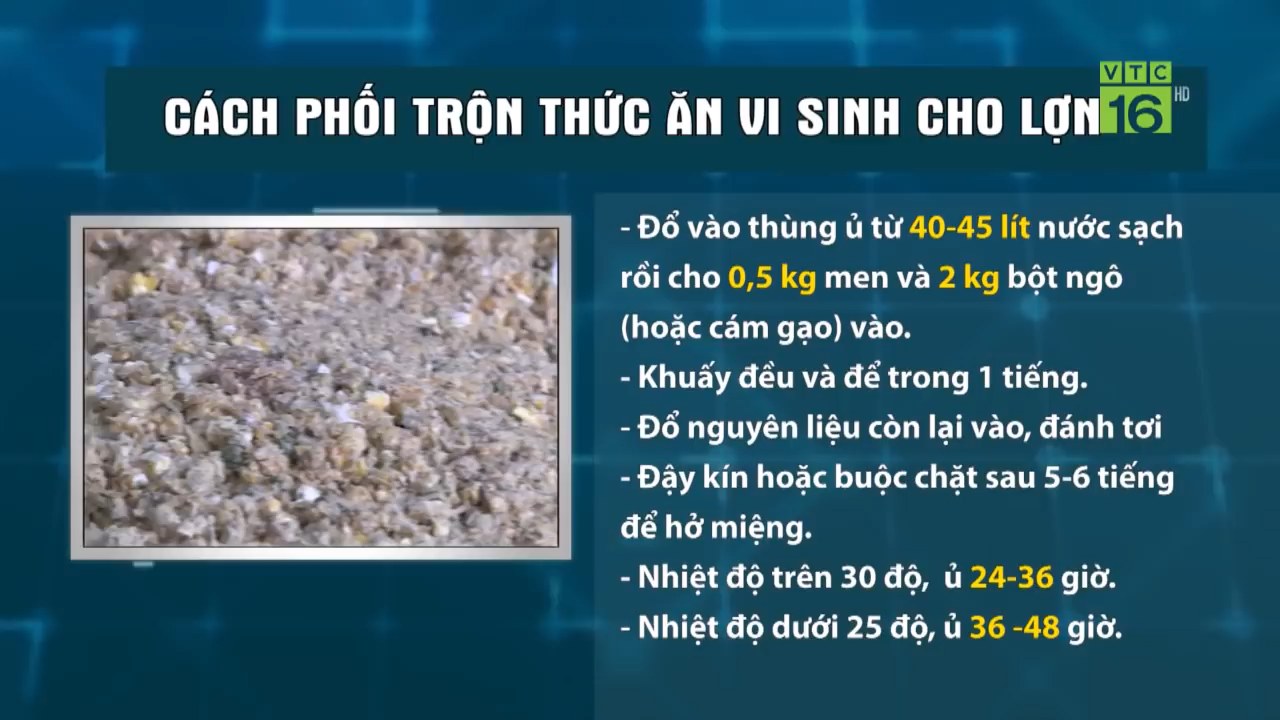 CÁCH PHỐI TRỘN THỨC ĂN VI SINH CHO LỢN
VTC
16
HD
- Đổ vào thùng ủ từ 40-45 lít nước sạch
rồi cho 0,5 kg men và 2 kg bột ngô
(hoặc cám gạo) vào.
- Khuấy đều và để trong 1 tiếng.
- Đổ nguyên liệu còn lại vào, đánh tơi
- Đậy kín hoặc buộc chặt sau 5-6 tiếng
để hở miệng.
- Nhiệt độ trên 30 độ,  ủ 24-36 giờ.
- Nhiệt độ dưới 25 độ, ủ 36 -48 giờ.